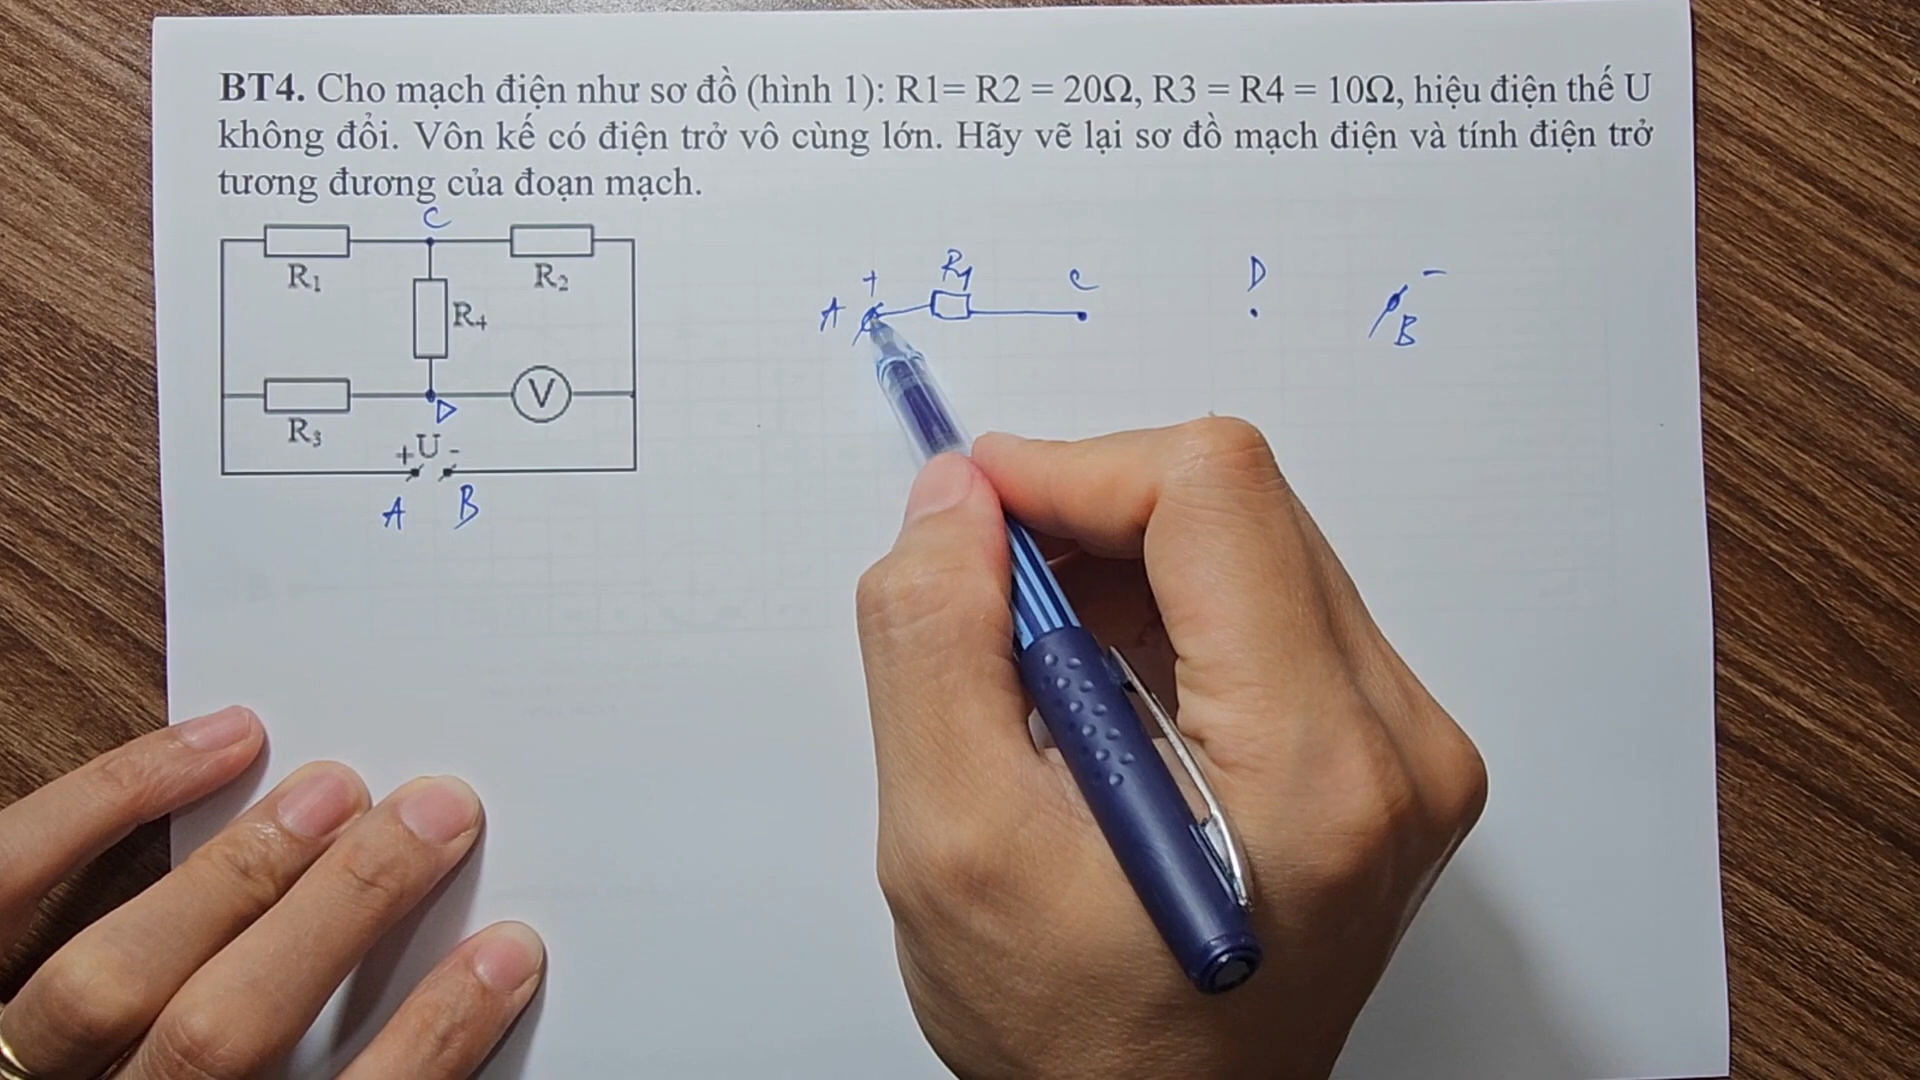 BT4. Cho mạch điện như sơ đồ (hình 1): R1= R2 = 20Ω, R3 = R4 = 10Ω, hiệu điện thế U
không đổi. Vôn kế có điện trở vô cùng lớn. Hãy vẽ lại sơ đồ mạch điện và tính điện trở
tương đương của đoạn mạch.
C
R₁
R₂
R₄
V
D
R₃
+U-
A B
+ R₁ C D -
A B